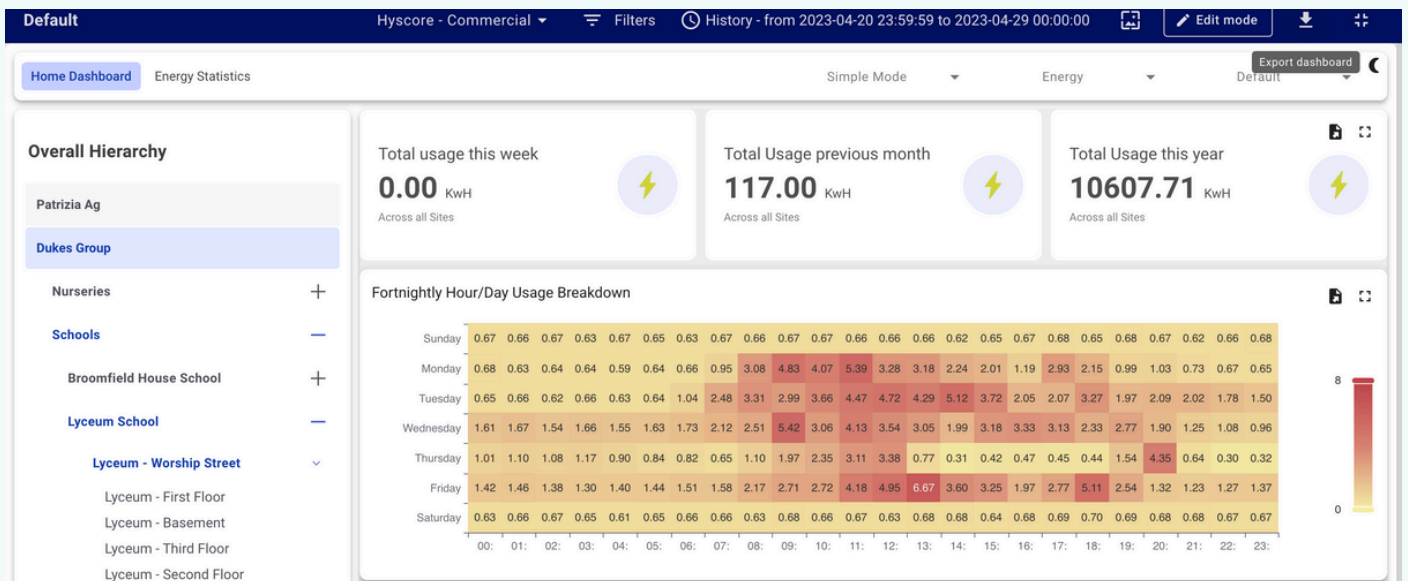 Default Hyscore - Commercial Filters History - from 2023-04-20 23:59:59 to 2023-04-29 00:00:00 Edit mode
Export dashboard
Home Dashboard Energy Statistics Simple Mode Energy Default
Overall Hierarchy
Patrizia Ag
Dukes Group
Nurseries
Schools
Broomfield House School
Lyceum School
Lyceum - Worship Street
Lyceum - First Floor
Lyceum - Basement
Lyceum - Third Floor
Lyceum - Second Floor
Total usage this week
0.00 KwH
Across all Sites
Total Usage previous month
117.00 KwH
Across all Sites
Total Usage this year
10607.71 KwH
Across all Sites
Fortnightly Hour/Day Usage Breakdown
Sunday 0.67 0.66 0.67 0.63 0.67 0.65 0.63 0.67 0.66 0.67 0.67 0.66 0.66 0.66 0.62 0.65 0.67 0.68 0.65 0.68 0.67 0.62 0.66 0.68
Monday 0.68 0.63 0.64 0.64 0.59 0.64 0.66 0.95 3.08 4.83 4.07 5.39 3.28 3.18 2.24 2.01 1.19 2.93 2.15 0.99 1.03 0.73 0.67 0.65
Tuesday 0.65 0.66 0.62 0.66 0.63 0.64 1.04 2.48 3.31 2.99 3.66 4.47 4.72 4.29 5.12 3.72 2.05 2.07 3.27 1.97 2.09 2.02 1.78 1.50
Wednesday 1.61 1.67 1.54 1.66 1.55 1.63 1.73 2.12 2.51 5.42 3.06 4.13 3.54 3.05 1.99 3.18 3.33 3.13 2.33 2.77 1.90 1.25 1.08 0.96
Thursday 1.01 1.10 1.08 1.17 0.90 0.84 0.82 0.65 1.10 1.97 2.35 3.11 3.38 0.77 0.31 0.42 0.47 0.45 0.44 1.54 4.35 0.64 0.30 0.32
Friday 1.42 1.46 1.38 1.30 1.40 1.44 1.51 1.58 2.17 2.71 2.72 4.18 4.95 6.67 3.60 3.25 1.97 2.77 5.11 2.54 1.32 1.23 1.27 1.37
Saturday 0.63 0.66 0.67 0.65 0.61 0.65 0.66 0.66 0.63 0.68 0.66 0.67 0.63 0.68 0.68 0.64 0.68 0.69 0.70 0.69 0.68 0.68 0.67 0.67
00: 01: 02: 03: 04: 05: 06: 07: 08: 09: 10: 11: 12: 13: 14: 15: 16: 17: 18: 19: 20: 21: 22: 23:
8
0